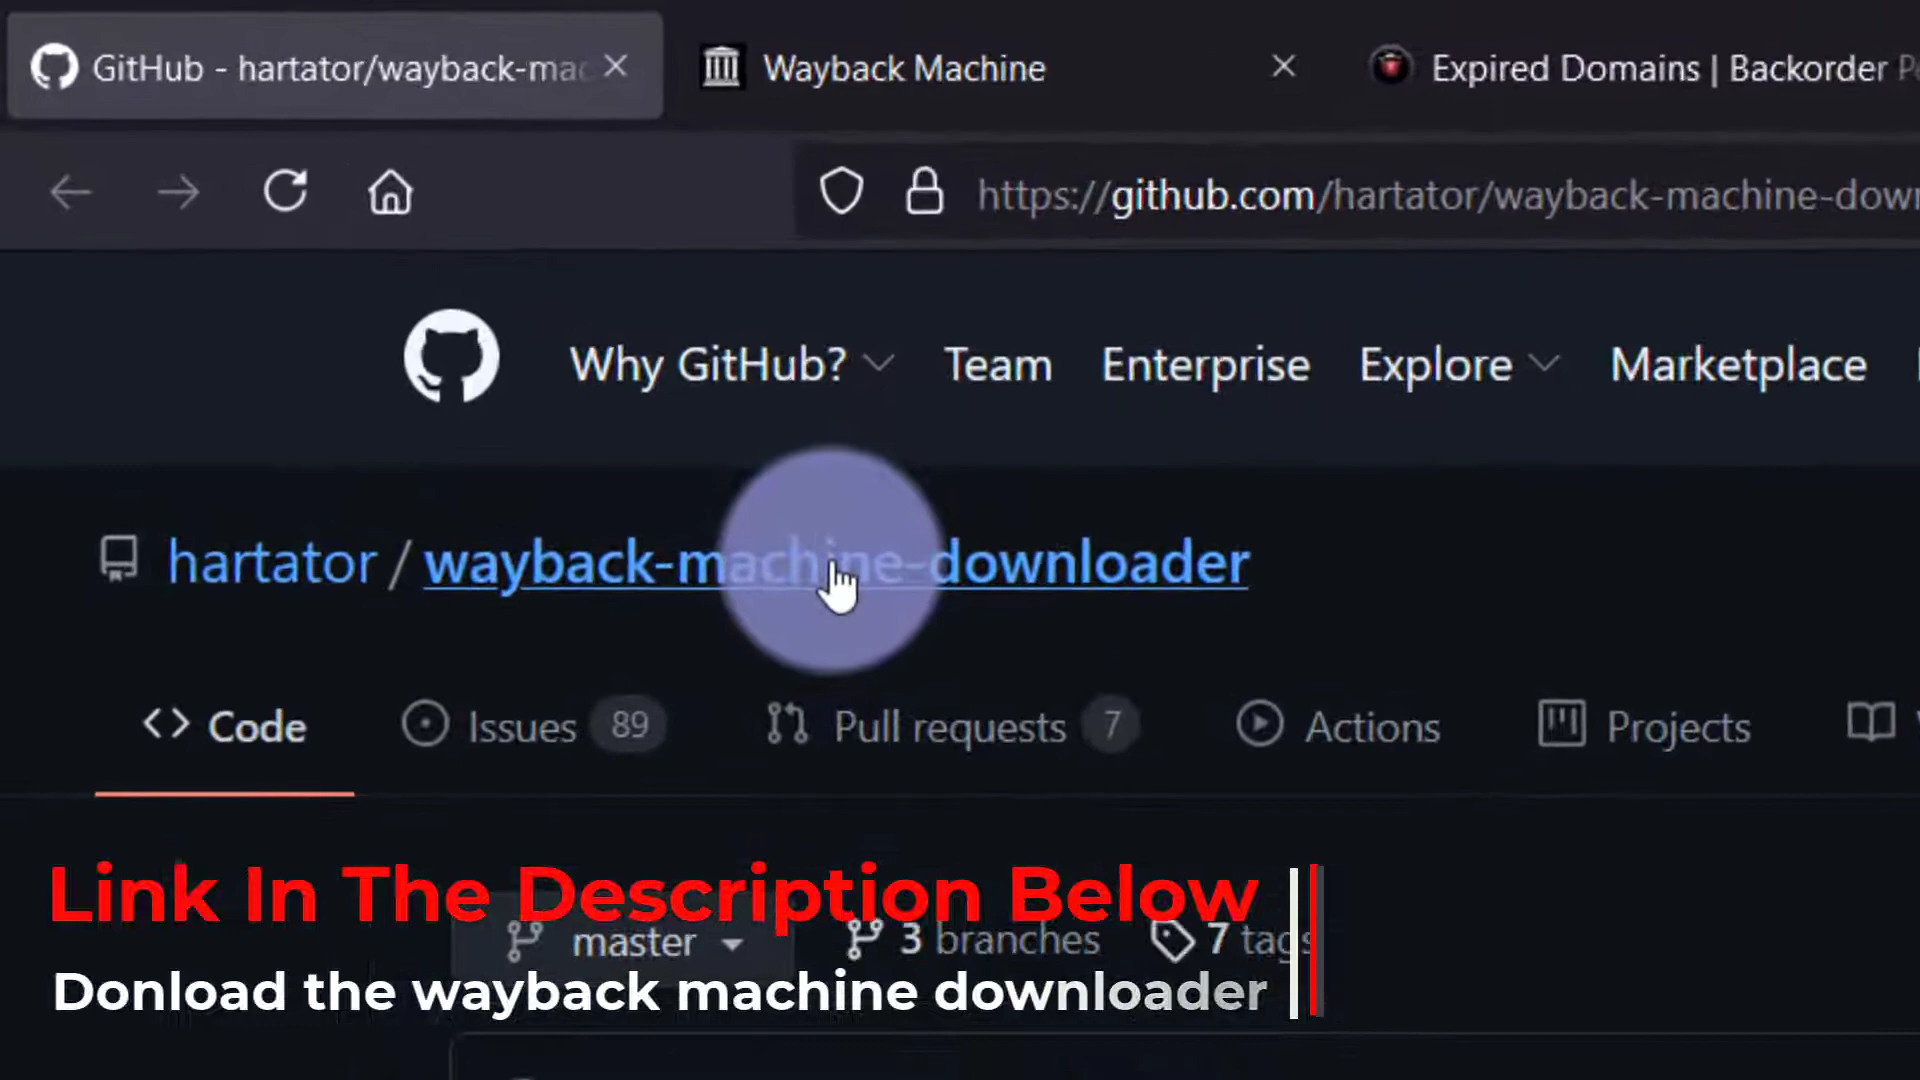 GitHub - hartator/wayback-mac
Wayback Machine
Expired Domains | Backorder
https://github.com/hartator/wayback-machine-down
Why GitHub?
Team
Enterprise
Explore
Marketplace
hartator / wayback-machine-downloader
Code
Issues 89
Pull requests 7
Actions
Projects
Link In The Description Below
master
3 branches
7 tags
Donload the wayback machine downloader